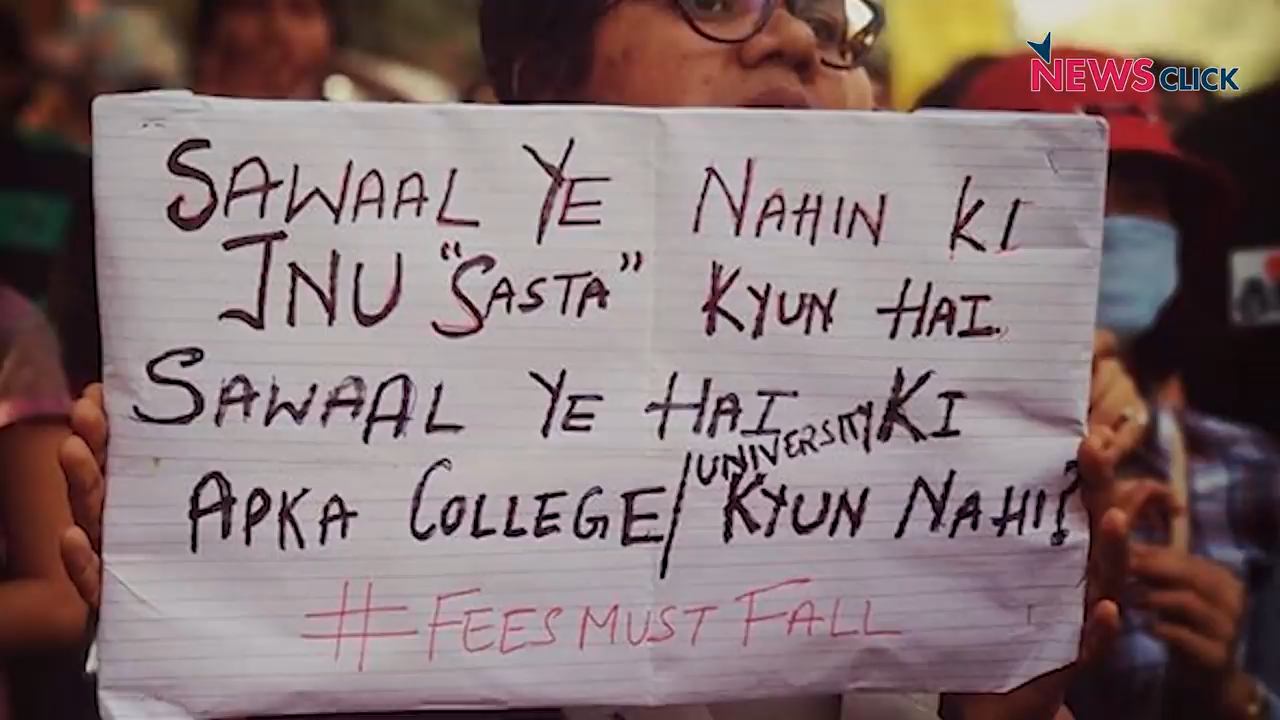 NEWSCLICK
SAWAAL YE NAHIN KI
JNU "SASTA" KYUN HAI
SAWAAL YE HAI KI
APKA COLLEGE/UNIVERSITY KYUN NAHI?
#FEESMUSTFALL